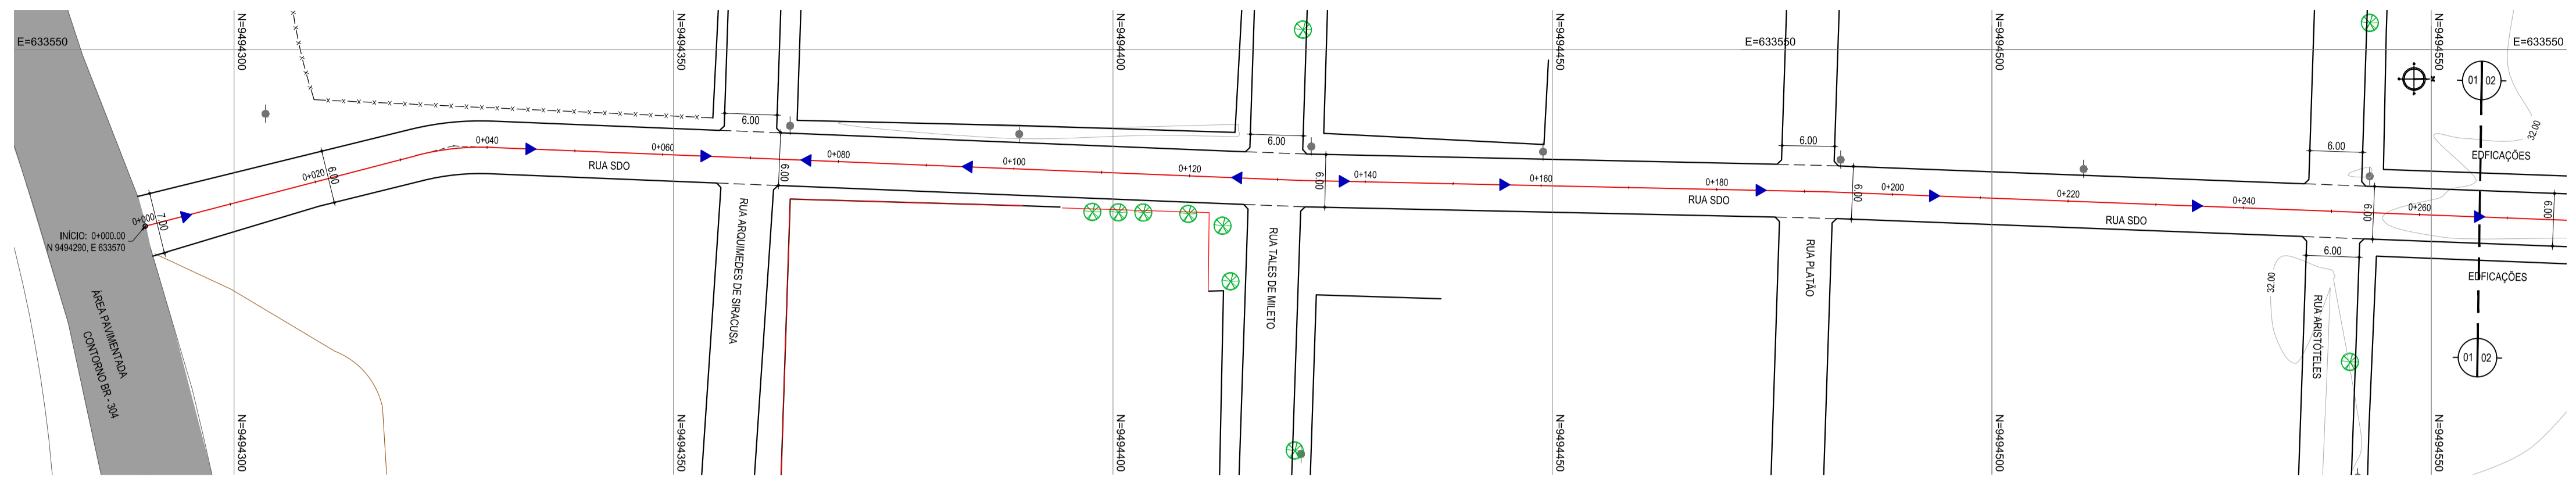 E=633550
E=633550
E=633550
N=9494300
N=9494350
N=9494400
N=9494450
N=9494500
N=9494550
01
02
32.00
EDFICAÇÕES
6.00
6.00
6.00
6.00
0+000
0+020
0+040
0+060
0+080
0+100
0+120
0+140
0+160
0+180
0+200
0+220
0+240
0+260
RUA SDO
RUA SDO
RUA SDO
7.00
6.00
6.00
6.00
6.00
6.00
6.00
INÍCIO: 0+000.00
N 9494290, E 633570
6.00
EDFICAÇÕES
32.00
ÁREA PAVIMENTADA
CONTORNO BR - 304
RUA ARQUIMEDES DE SIRACUSA
RUA TALES DE MILETO
RUA PLATÃO
RUA ARISTÓTELES
01
02
N=9494300
N=9494350
N=9494400
N=9494450
N=9494500
N=9494550